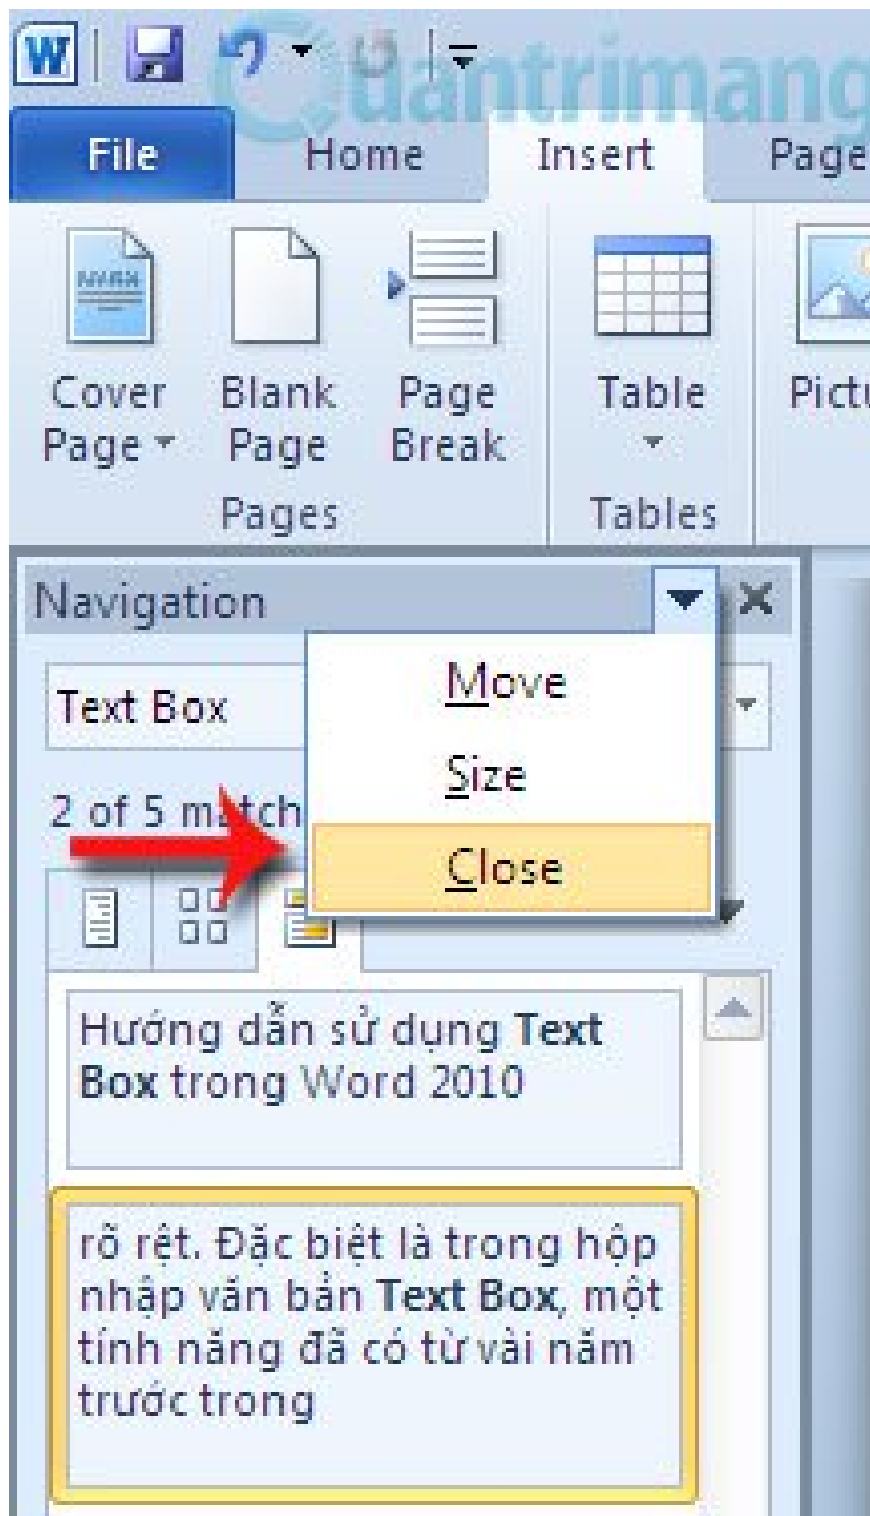 W
Quantrimang
File Home Insert Page
Cover Blank Page Table
Page Page Break
Pages Tables
Navigation
Move
Text Box
Size
2 of 5 match
Close
Hướng dẫn sử dụng Text
Box trong Word 2010
rõ rệt. Đặc biệt là trong hộp
nhập văn bản Text Box, một
tính năng đã có từ vài năm
trước trong